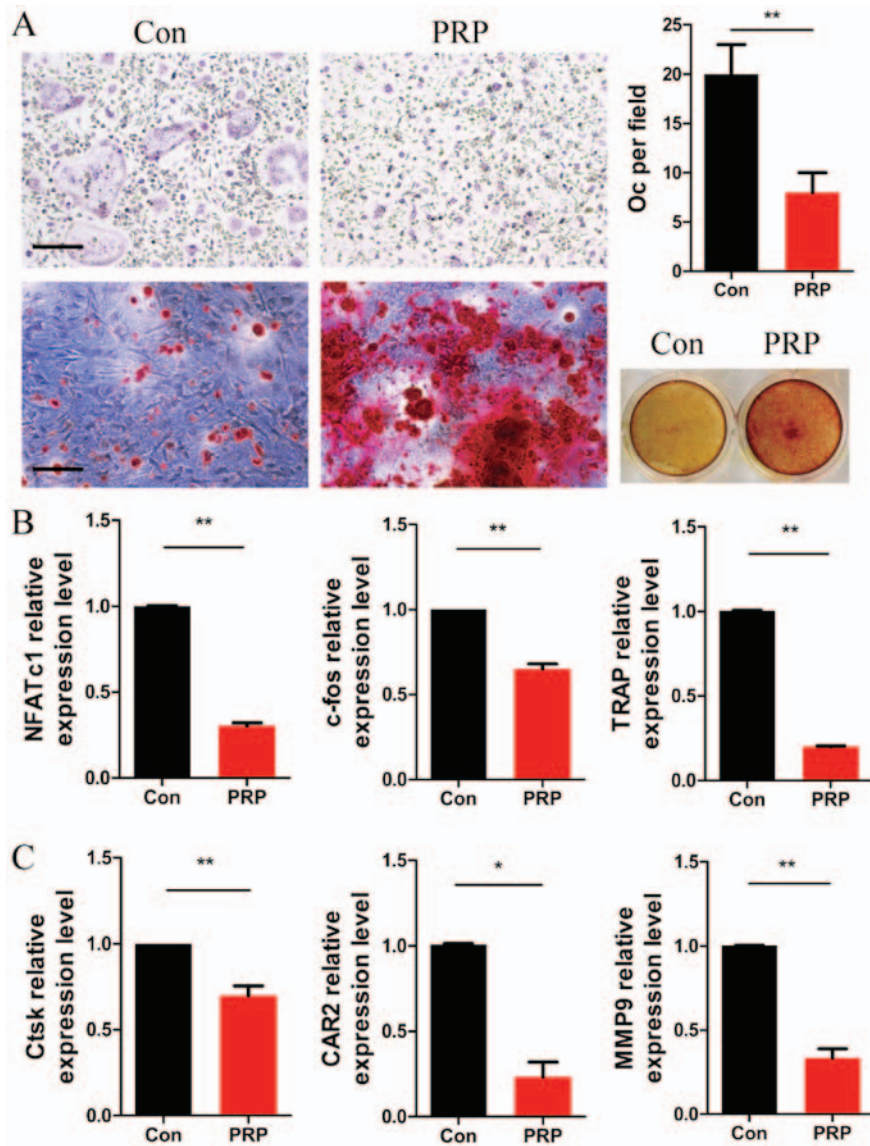 A
Con
PRP
**
25
20
15
10
5
0
Oc per field
Con
PRP
Con
PRP
B
NFATc1 relative
expression level
1.5
1.0
0.5
0.0
**
Con
PRP
c-fos relative
expression level
1.5
1.0
0.5
0.0
**
Con
PRP
TRAP relative
expression level
1.5
1.0
0.5
0.0
**
Con
PRP
C
Ctsk relative
expression level
1.5
1.0
0.5
0.0
**
Con
PRP
CAR2 relative
expression level
1.5
1.0
0.5
0.0
*
Con
PRP
MMP9 relative
expression level
1.5
1.0
0.5
0.0
**
Con
PRP